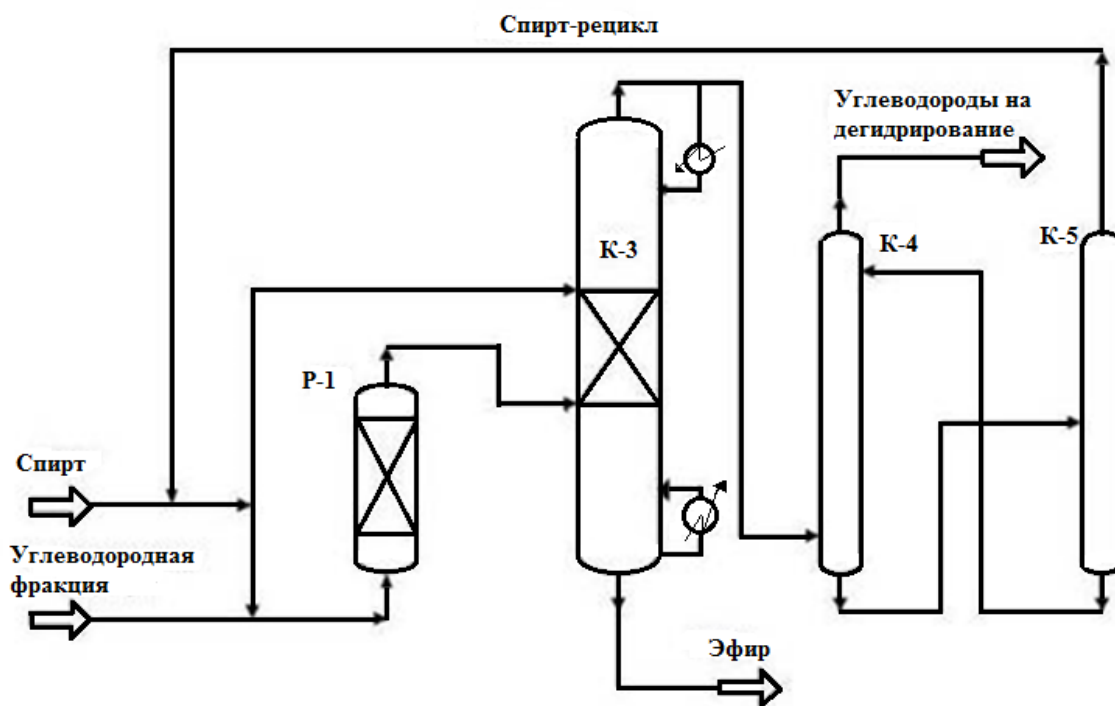 Спирт-рецикл
Углеводороды на
дегидрирование
К-3
К-4
К-5
Р-1
Спирт
Углеводородная
фракция
Эфир